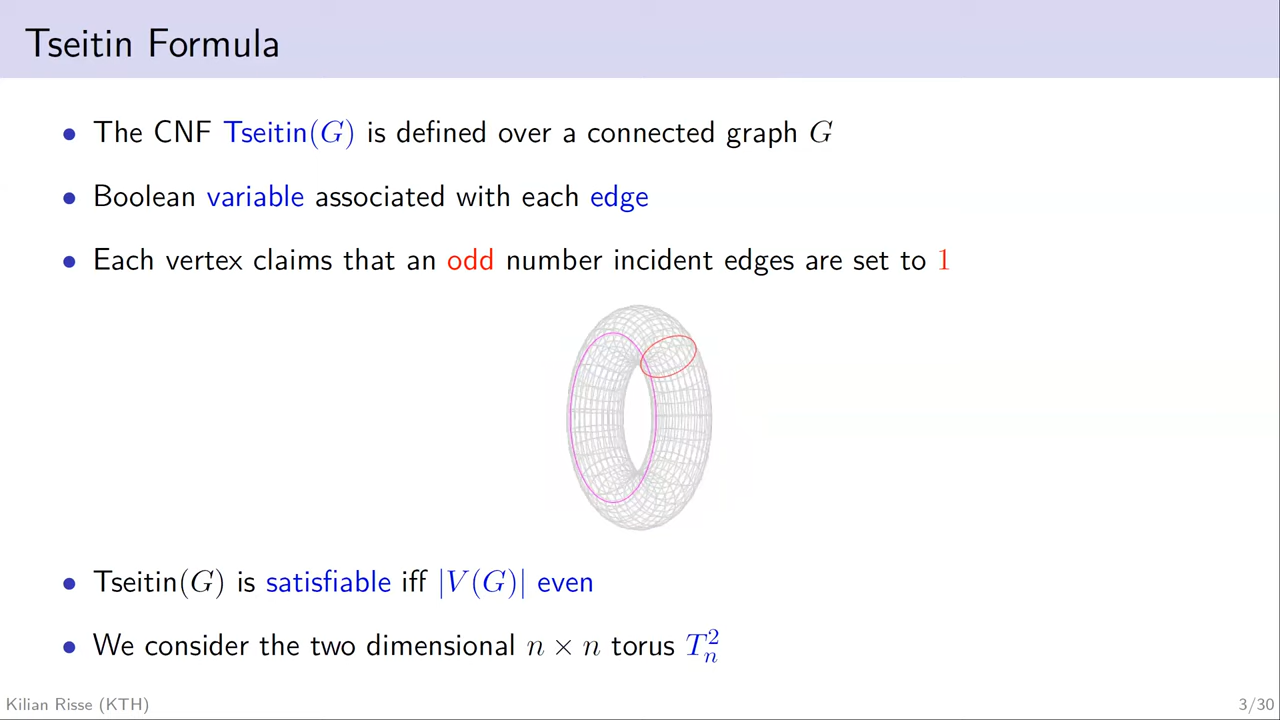 Tseitin Formula
• The CNF Tseitin(G) is defined over a connected graph G
• Boolean variable associated with each edge
• Each vertex claims that an odd number incident edges are set to 1
• Tseitin(G) is satisfiable iff |V(G)| even
• We consider the two dimensional n × n torus T²ₙ
Kilian Risse (KTH)
3/30